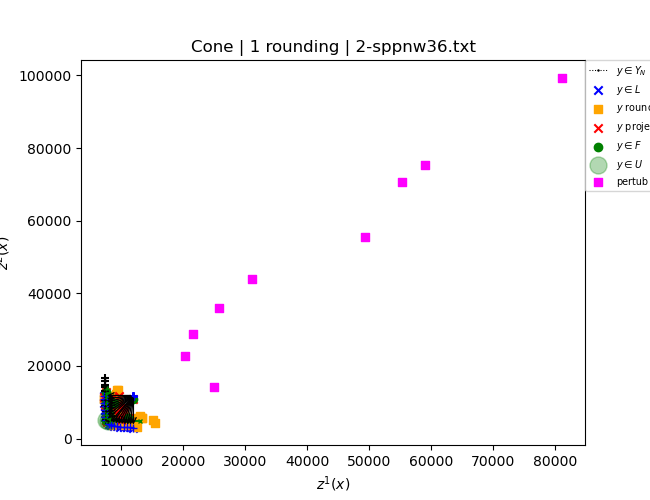 Cone | 1 rounding | 2-sppnw36.txt
100000
80000
60000
40000
20000
0
10000 20000 30000 40000 50000 60000 70000 80000
z¹(x)
z²(x)
y ∈ Y_N
y ∈ L
y roun
y proje
y ∈ F
y ∈ U
pertub